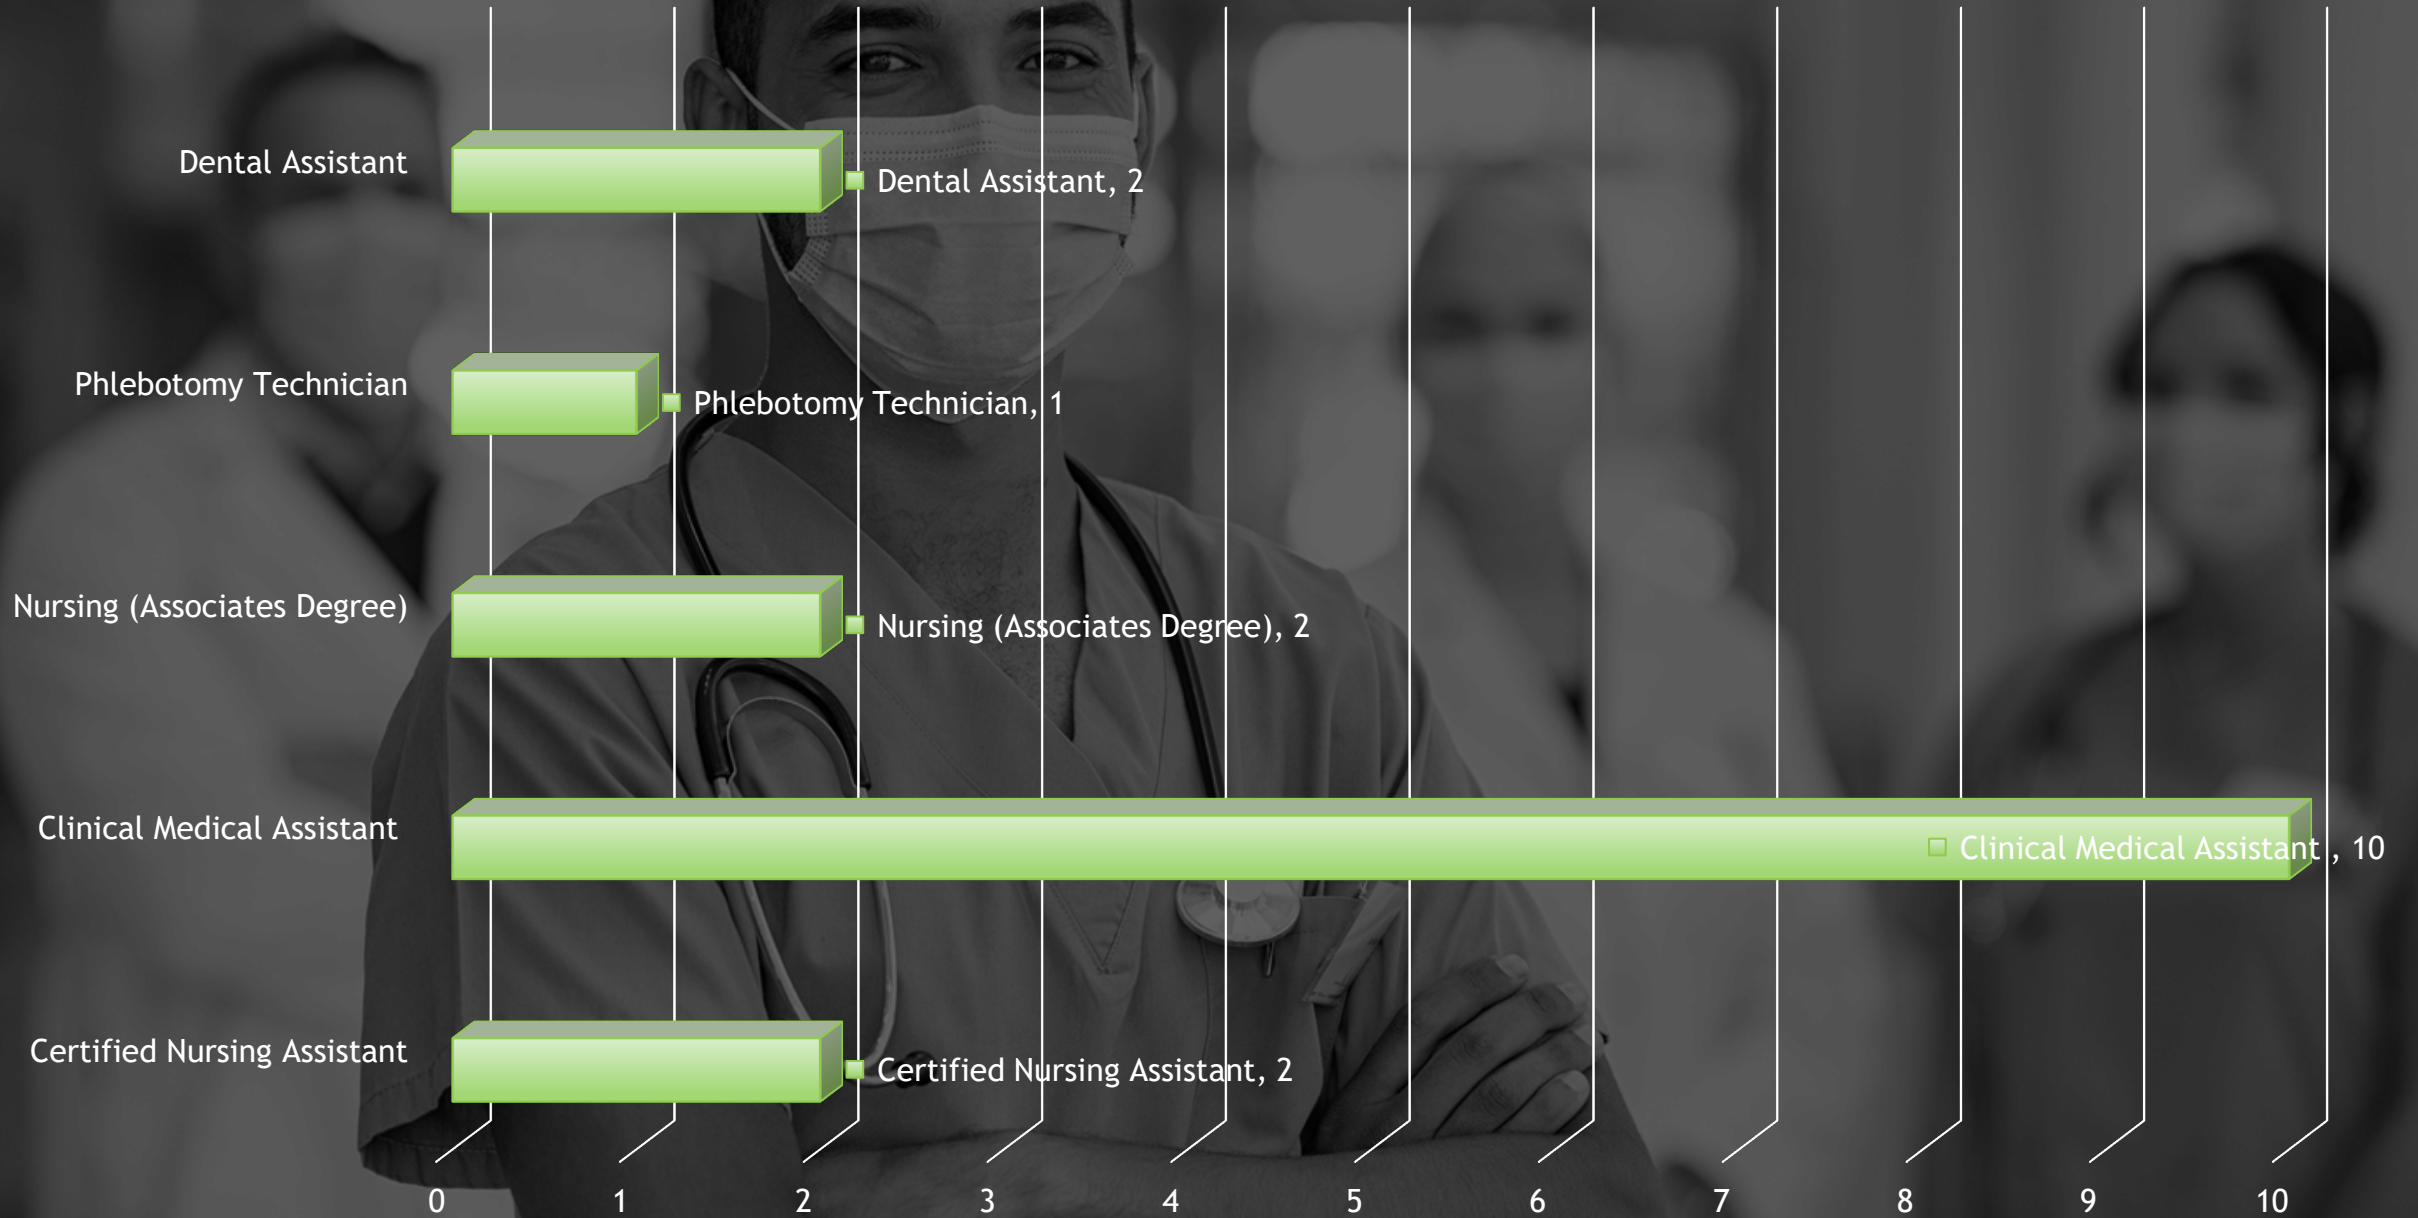 Dental Assistant
Dental Assistant, 2
Phlebotomy Technician
Phlebotomy Technician, 1
Nursing (Associates Degree)
Nursing (Associates Degree), 2
Clinical Medical Assistant
Clinical Medical Assistant , 10
Certified Nursing Assistant
Certified Nursing Assistant, 2
0 1 2 3 4 5 6 7 8 9 10